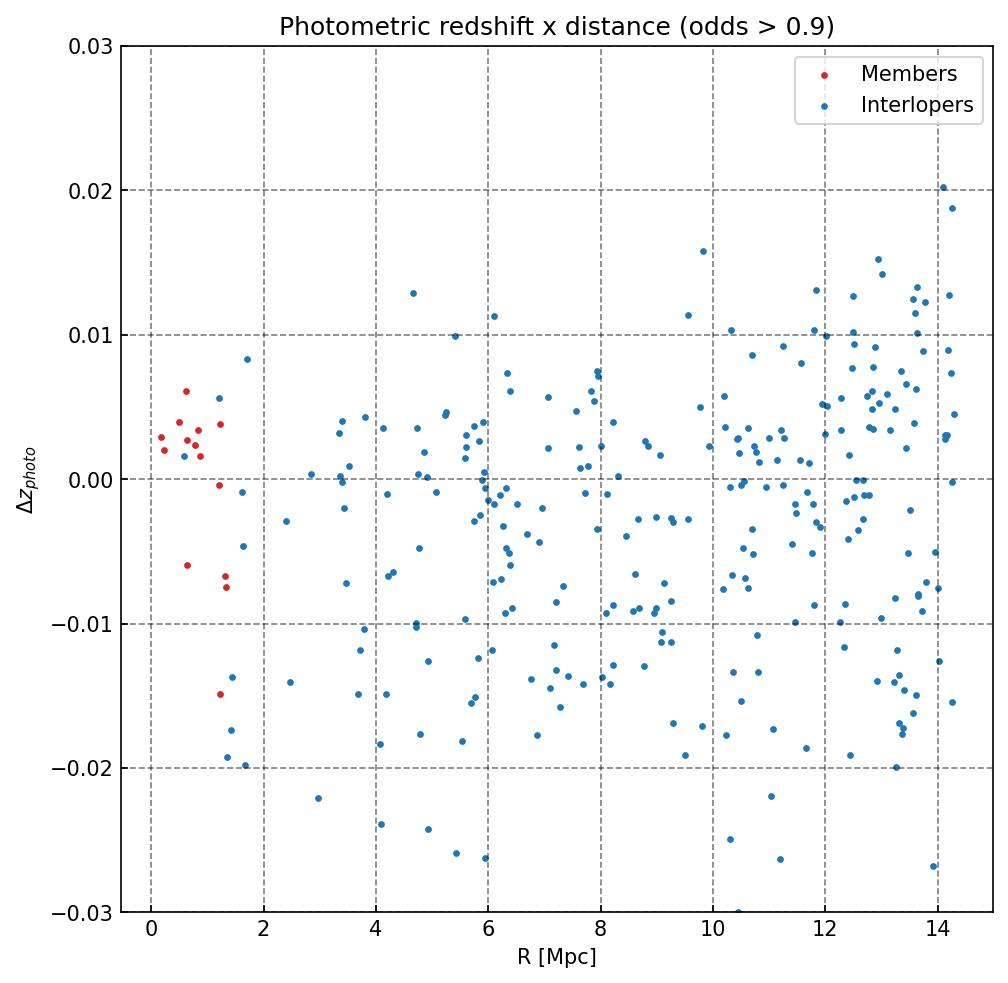 Photometric redshift x distance (odds > 0.9)
Members
Interlopers
0.03
0.02
0.01
0.00
−0.01
−0.02
−0.03
Δz_photo
0 2 4 6 8 10 12 14
R [Mpc]